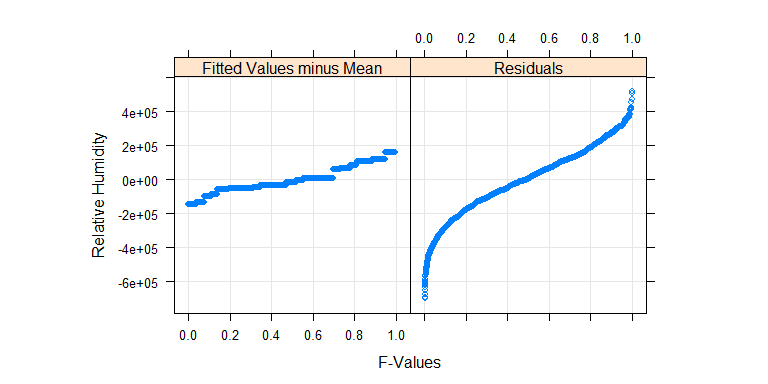 0.0 0.2 0.4 0.6 0.8 1.0
Fitted Values minus Mean
Residuals
4e+05
2e+05
0e+00
-2e+05
-4e+05
-6e+05
Relative Humidity
0.0 0.2 0.4 0.6 0.8 1.0
F-Values